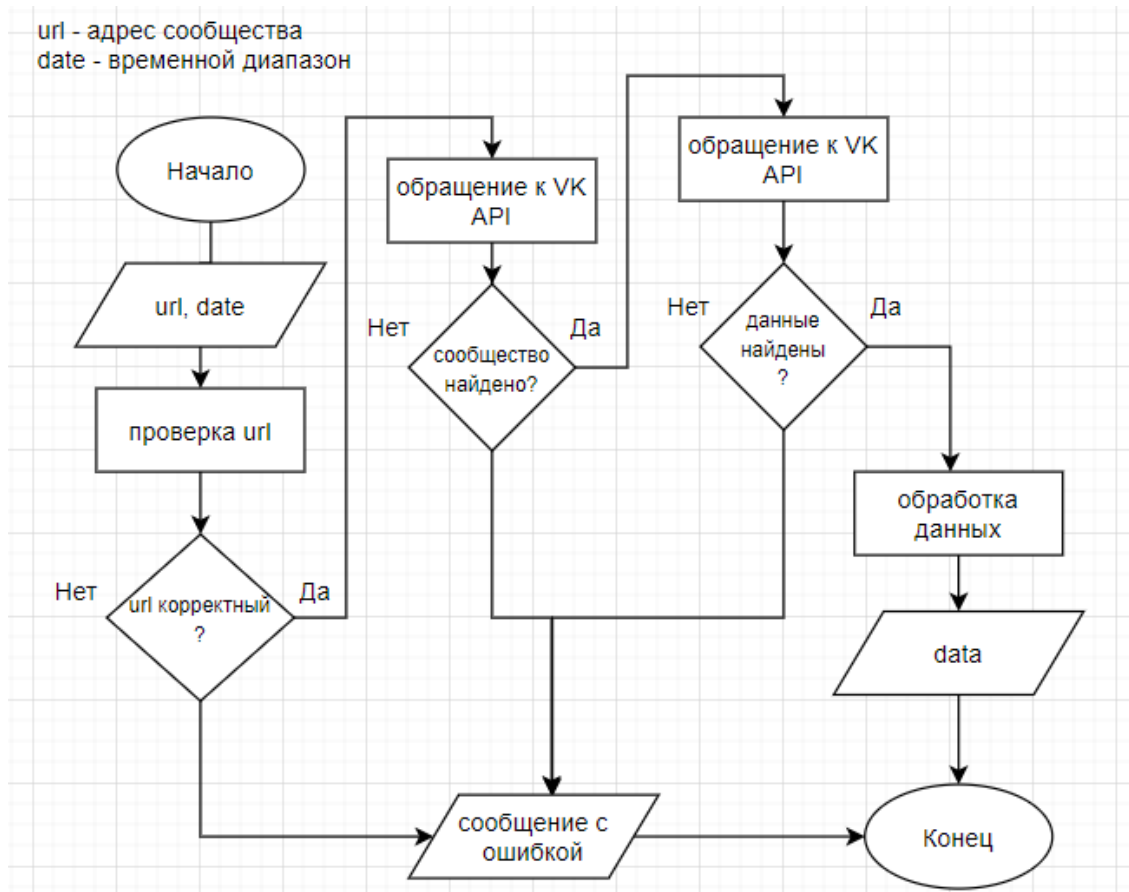 url - адрес сообщества
date - временной диапазон
Начало
url, date
проверка url
Нет
url корректный
?
Да
обращение к VK
API
Нет
сообщество
найдено?
Да
обращение к VK
API
Нет
данные
найдены
?
Да
обработка
данных
data
сообщение с
ошибкой
Конец